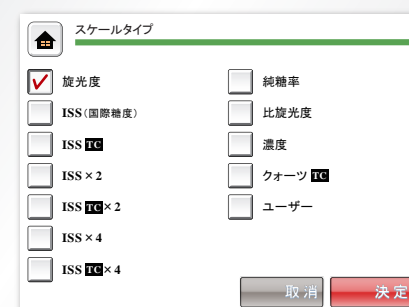 スケールタイプ
旋光度
ISS（国際糖度）
ISS TC
ISS×2
ISS TC×2
ISS×4
ISS TC×4
純糖率
比旋光度
濃度
クォーツ TC
ユーザー
取消
決定